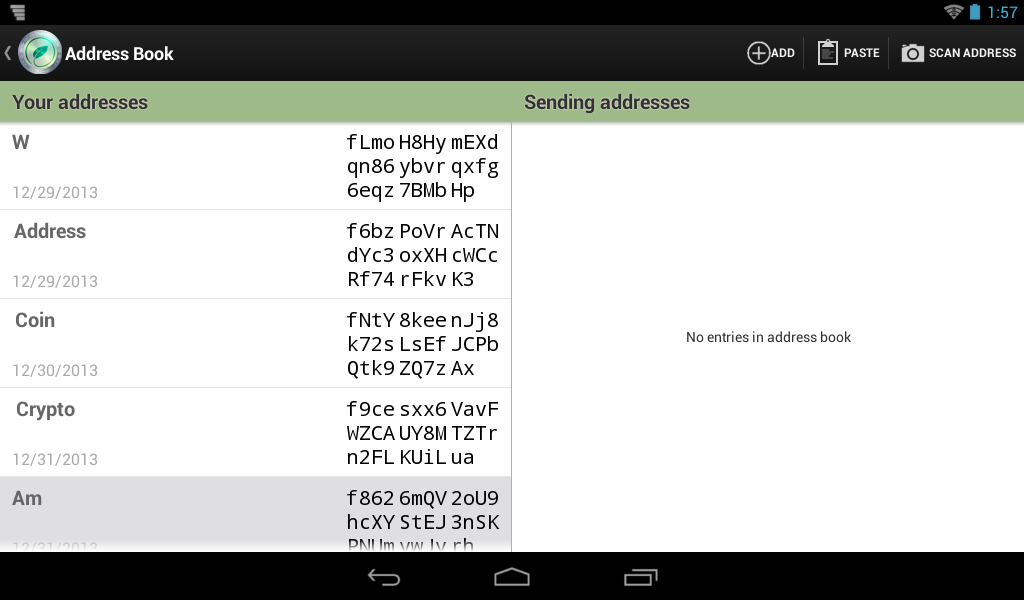 1:57
Address Book
ADD
PASTE
SCAN ADDRESS
Your addresses
Sending addresses
W
fLmo H8Hy mEXd
qn86 ybvr qxfg
6eqz 7BMb Hp
12/29/2013
Address
f6bz PoVr AcTN
dYc3 oxXH cWCc
Rf74 rFkv K3
12/29/2013
Coin
fNtY 8kee nJj8
k72s LsEf JCPb
Qtk9 ZQ7z Ax
12/30/2013
Crypto
f9ce sxx6 VavF
WZCA UY8M TZTr
n2FL KUiL ua
12/31/2013
Am
f862 6mQV 2oU9
hcXY StEJ 3nSK
12/31/2013
No entries in address book